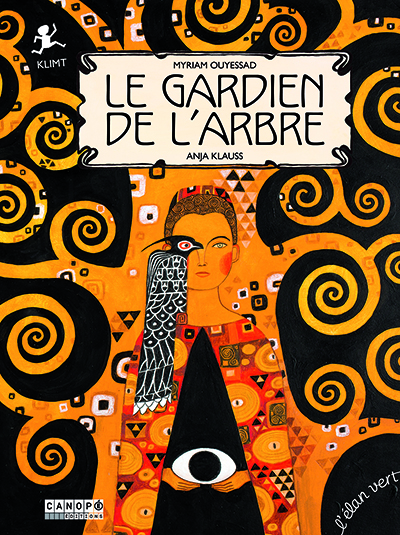 KLIMT
MYRIAM OUYESSAD
LE GARDIEN
DE L'ARBRE
ANJA KLAUSS
l'élan vert
CANOPÉ
ÉDITIONS